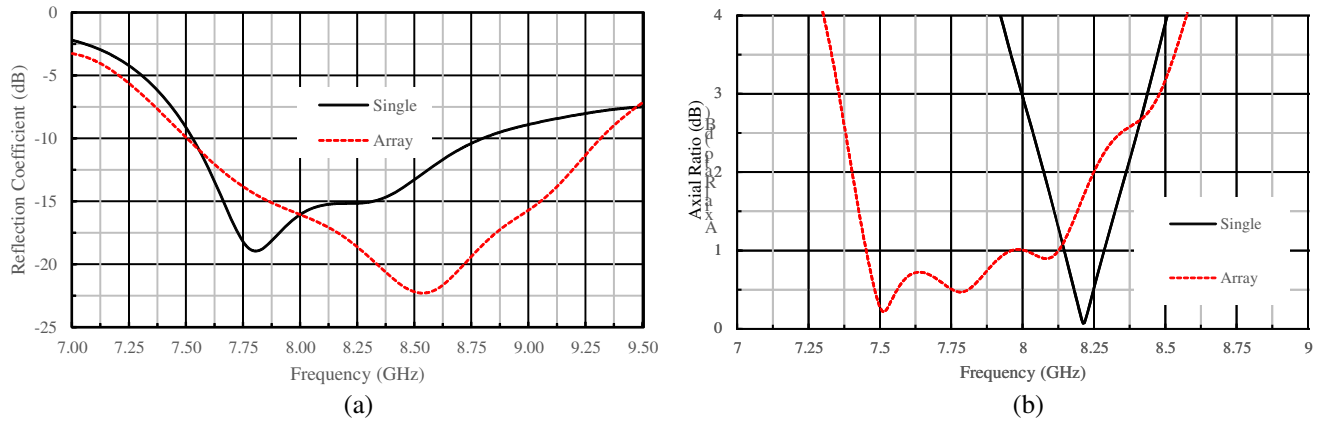 0
-5
-10
-15
-20
-25
Reflection Coefficient (dB)
Single
Array
7.00 7.25 7.50 7.75 8.00 8.25 8.50 8.75 9.00 9.25 9.50
Frequency (GHz)
(a)
4
3
2
1
0
Axial Ratio (dB)
Single
Array
7 7.25 7.5 7.75 8 8.25 8.5 8.75 9
Frequency (GHz)
(b)